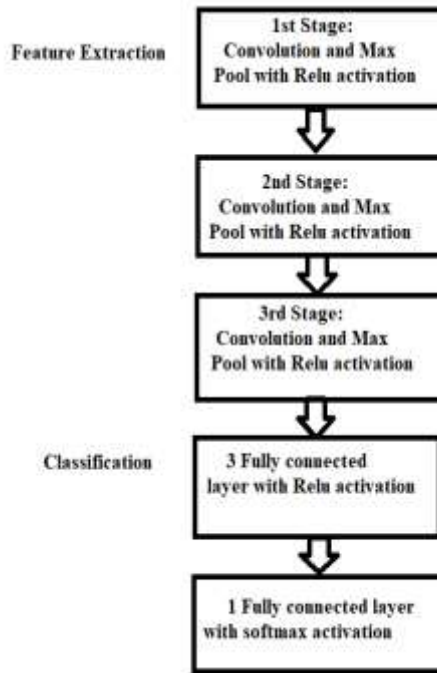 Feature Extraction
1st Stage:
Convolution and Max
Pool with Relu activation
2nd Stage:
Convolution and Max
Pool with Relu activation
3rd Stage:
Convolution and Max
Pool with Relu activation
Classification
3 Fully connected
layer with Relu activation
1 Fully connected layer
with softmax activation